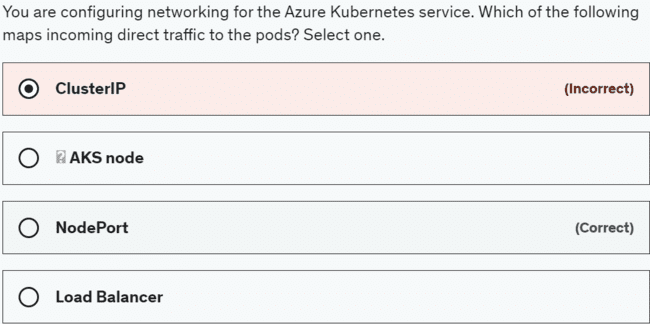 You are configuring networking for the Azure Kubernetes service. Which of the following
maps incoming direct traffic to the pods? Select one.
ClusterIP (Incorrect)
� AKS node
NodePort (Correct)
Load Balancer